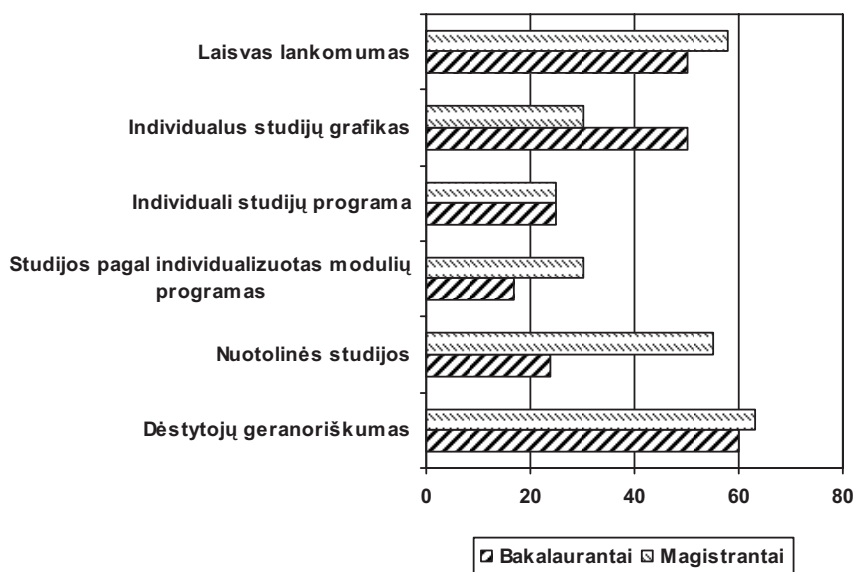 Laisvas lankomumas
Individualus studijų grafikas
Individuali studijų programa
Studijos pagal individualizuotas modulių
programas
Nuotolinės studijos
Dėstytojų geranoriškumas
0 20 40 60 80
Bakalaurantai Magistrantai